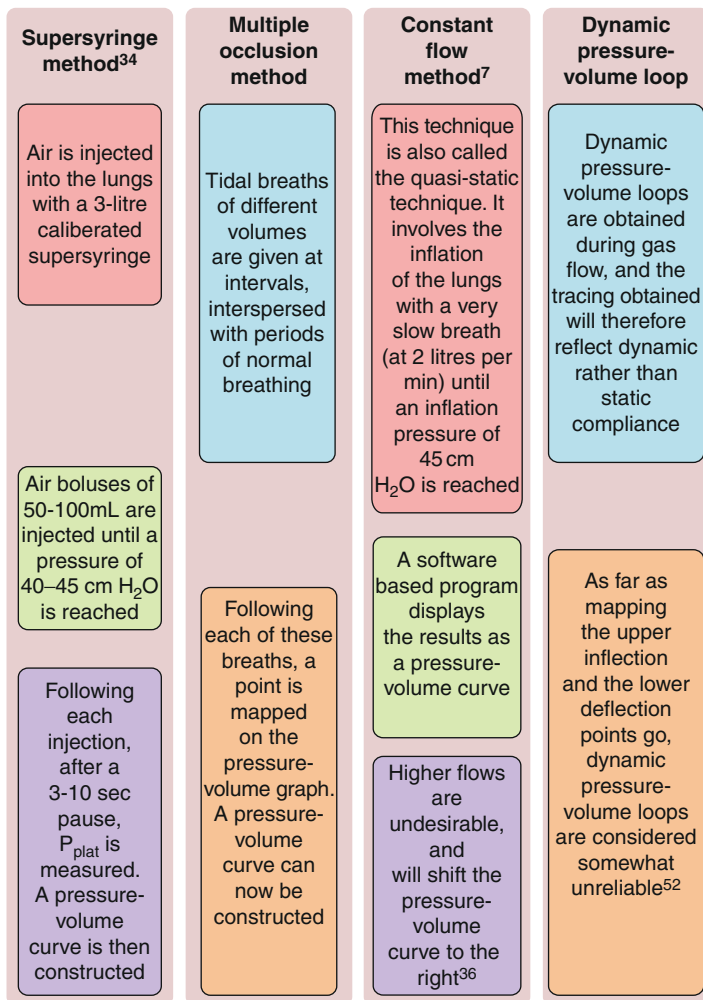 Supersyringe
method34
Air is injected
into the lungs
with a 3-litre
caliberated
supersyringe
Air boluses of
50-100mL are
injected until a
pressure of
40–45 cm H2O
is reached
Following
each
injection,
after a
3-10 sec
pause,
Pplat is
measured.
A pressure-
volume
curve is then
constructed
Multiple
occlusion
method
Tidal breaths
of different
volumes
are given at
intervals,
interspersed
with periods
of normal
breathing
Following
each of these
breaths, a
point is
mapped
on the
pressure-
volume graph.
A pressure-
volume
curve can
now be
constructed
Constant
flow
method7
This technique
is also called
the quasi-static
technique. It
involves the
inflation
of the lungs
with a very
slow breath
(at 2 litres per
min) until
an inflation
pressure of
45 cm
H2O is reached
A software
based program
displays
the results as
a pressure-
volume curve
Higher flows
are
undesirable,
and
will shift the
pressure-
volume
curve to the
right36
Dynamic
pressure-
volume loop
Dynamic
pressure-
volume loops
are obtained
during gas
flow, and the
tracing obtained
will therefore
reflect dynamic
rather than
static
compliance
As far as
mapping
the upper
inflection
and the lower
deflection
points go,
dynamic
pressure-
volume loops
are considered
somewhat
unreliable52